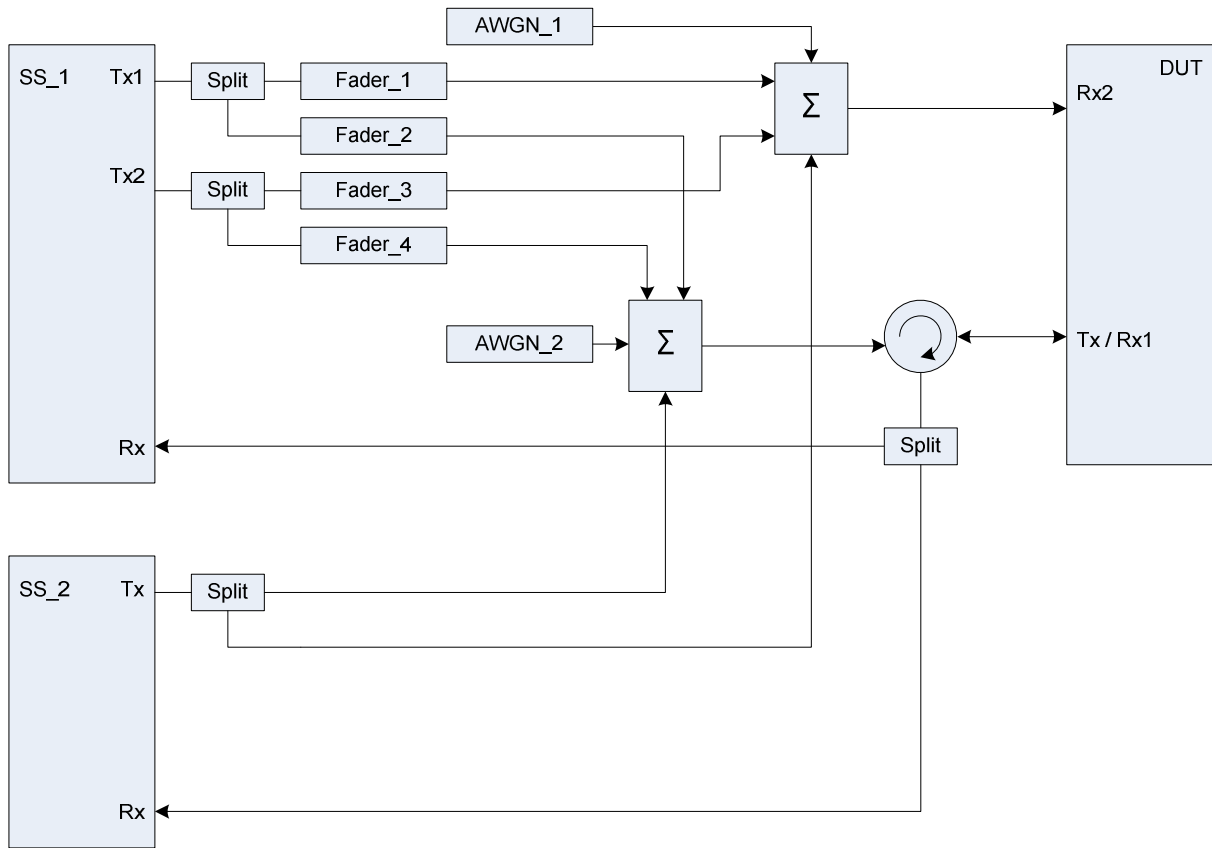 AWGN_1
SS_1
Tx1
Split
Fader_1
DUT
Rx2
Σ
Fader_2
Tx2
Split
Fader_3
Fader_4
AWGN_2
Σ
Tx / Rx1
Rx
Split
SS_2
Tx
Split
Rx